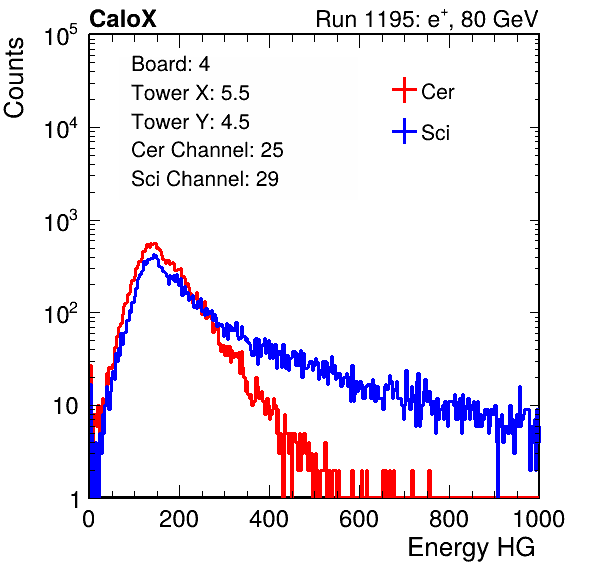 CaloX Run 1195: e⁺, 80 GeV
Counts
Board: 4
Tower X: 5.5
Tower Y: 4.5
Cer Channel: 25
Sci Channel: 29
Cer
Sci
10⁵
10⁴
10³
10²
10
1
0 200 400 600 800 1000
Energy HG